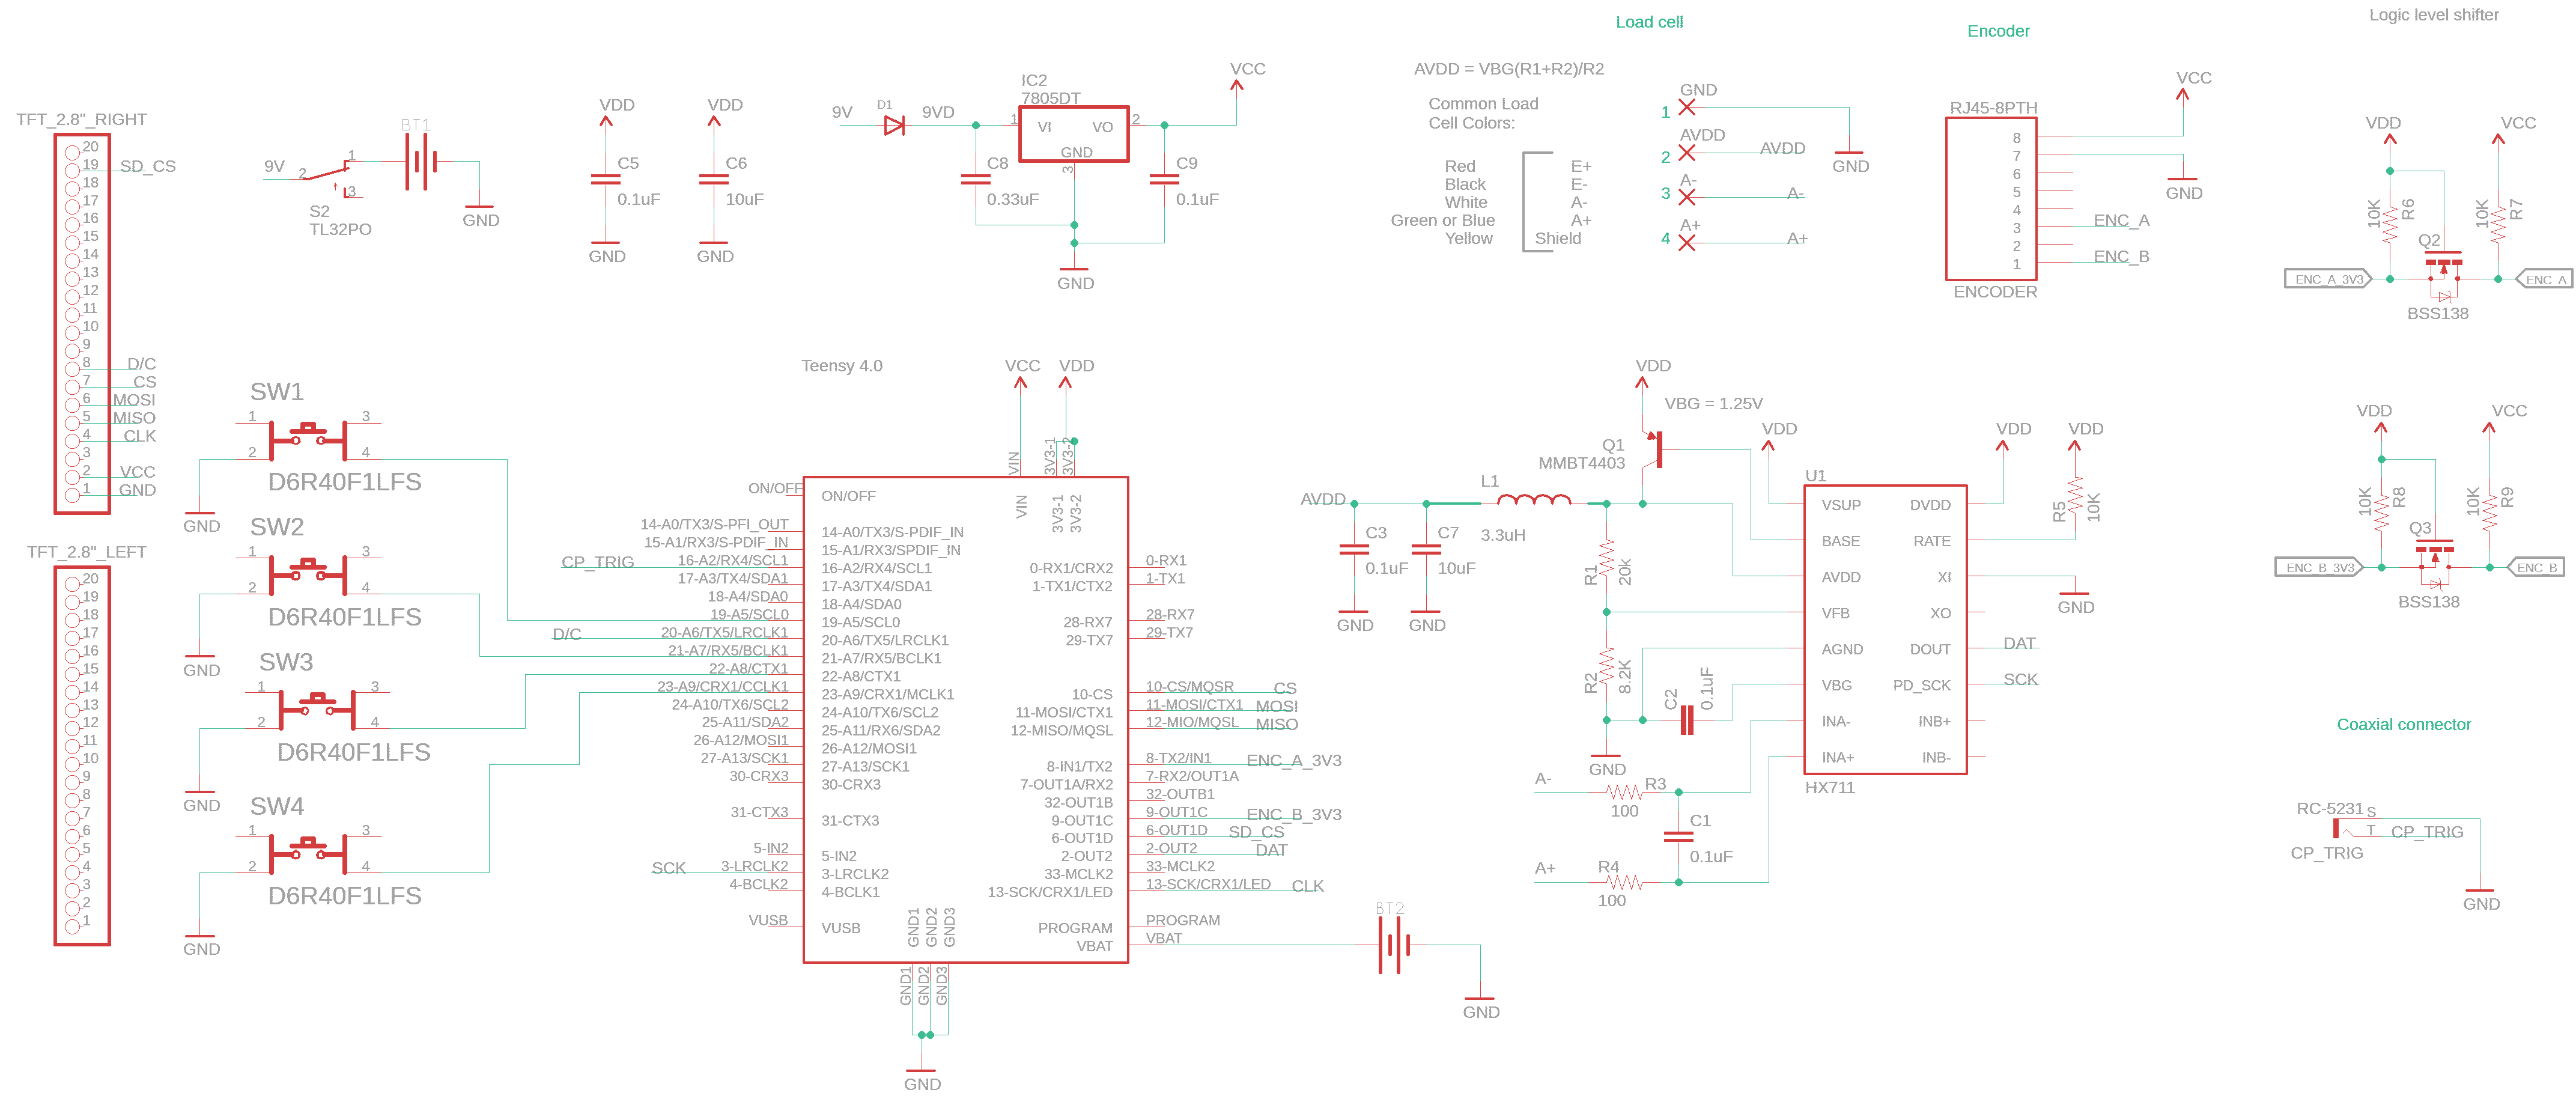 Load cell
Encoder
Logic level shifter
TFT_2.8"_RIGHT
20
19
18
17
16
15
14
13
12
11
10
9
8
7
6
5
4
3
2
1
SD_CS
D/C
CS
MOSI
MISO
CLK
VCC
GND
TFT_2.8"_LEFT
20
19
18
17
16
15
14
13
12
11
10
9
8
7
6
5
4
3
2
1
9V
2
1
3
S2
TL32PO
BT1
GND
VDD
C5
0.1uF
GND
VDD
C6
10uF
GND
9V
D1
9VD
IC2
7805DT
1
VI
VO
2
GND
3
VCC
C8
0.33uF
C9
0.1uF
GND
AVDD = VBG(R1+R2)/R2
Common Load
Cell Colors:
Red E+
Black E-
White A-
Green or Blue A+
Yellow Shield
1
GND
GND
2
AVDD
AVDD
3
A-
A-
4
A+
A+
RJ45-8PTH
8
7
6
5
4
3
2
1
ENCODER
VCC
GND
ENC_A
ENC_B
VDD
VCC
10K
R6
10K
R7
Q2
ENC_A_3V3
ENC_A
BSS138
VDD
VCC
10K
R8
10K
R9
Q3
ENC_B_3V3
ENC_B
BSS138
SW1
1
3
2
4
D6R40F1LFS
GND
SW2
1
3
2
4
D6R40F1LFS
GND
SW3
1
3
2
4
D6R40F1LFS
GND
SW4
1
3
2
4
D6R40F1LFS
GND
Teensy 4.0
VCC
VDD
VIN
3V3-1
3V3-2
VIN
3V3-1
3V3-2
ON/OFF
ON/OFF
14-A0/TX3/S-PFI_OUT
14-A0/TX3/S-PDIF_IN
15-A1/RX3/S-PDIF_IN
15-A1/RX3/SPDIF_IN
CP_TRIG
16-A2/RX4/SCL1
16-A2/RX4/SCL1
17-A3/TX4/SDA1
17-A3/TX4/SDA1
18-A4/SDA0
18-A4/SDA0
19-A5/SCL0
19-A5/SCL0
D/C
20-A6/TX5/LRCLK1
20-A6/TX5/LRCLK1
21-A7/RX5/BCLK1
21-A7/RX5/BCLK1
22-A8/CTX1
22-A8/CTX1
23-A9/CRX1/CCLK1
23-A9/CRX1/MCLK1
24-A10/TX6/SCL2
24-A10/TX6/SCL2
25-A11/SDA2
25-A11/RX6/SDA2
26-A12/MOSI1
26-A12/MOSI1
27-A13/SCK1
27-A13/SCK1
30-CRX3
30-CRX3
31-CTX3
31-CTX3
5-IN2
5-IN2
SCK
3-LRCLK2
3-LRCLK2
4-BCLK2
4-BCLK1
VUSB
VUSB
GND1
GND2
GND3
GND1
GND2
GND3
GND
0-RX1/CRX2
0-RX1
1-TX1/CTX2
1-TX1
28-RX7
28-RX7
29-TX7
29-TX7
10-CS
10-CS/MQSR
CS
11-MOSI/CTX1
11-MOSI/CTX1
MOSI
12-MISO/MQSL
12-MIO/MQSL
MISO
8-IN1/TX2
8-TX2/IN1
ENC_A_3V3
7-OUT1A/RX2
7-RX2/OUT1A
32-OUT1B
32-OUTB1
9-OUT1C
9-OUT1C
ENC_B_3V3
6-OUT1D
6-OUT1D
SD_CS
2-OUT2
2-OUT2
DAT
33-MCLK2
33-MCLK2
13-SCK/CRX1/LED
13-SCK/CRX1/LED
CLK
PROGRAM
PROGRAM
VBAT
VBAT
BT2
GND
VDD
VBG = 1.25V
Q1
MMBT4403
AVDD
L1
3.3uH
C3
0.1uF
GND
C7
10uF
GND
R1
20k
R2
8.2K
C2
0.1uF
GND
A-
R3
100
C1
0.1uF
A+
R4
100
VDD
U1
VSUP
BASE
AVDD
VFB
AGND
VBG
INA-
INA+
DVDD
RATE
XI
XO
DOUT
PD_SCK
INB+
INB-
HX711
VDD
VDD
R5
10K
GND
DAT
SCK
Coaxial connector
RC-5231
S
T
CP_TRIG
CP_TRIG
GND